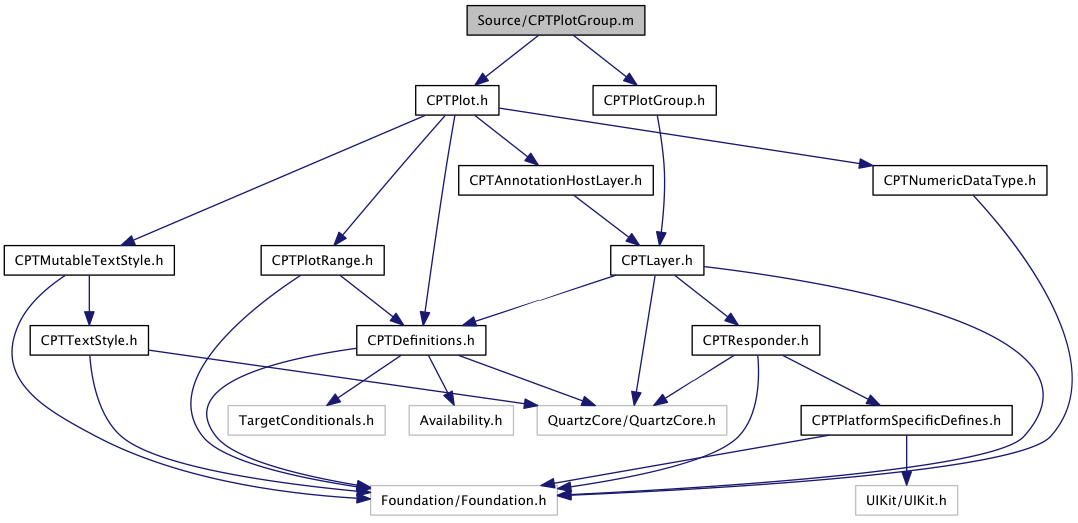 Source/CPTPlotGroup.m
CPTPlot.h
CPTPlotGroup.h
CPTAnnotationHostLayer.h
CPTNumericDataType.h
CPTMutableTextStyle.h
CPTPlotRange.h
CPTLayer.h
CPTTextStyle.h
CPTDefinitions.h
CPTResponder.h
TargetConditionals.h
Availability.h
QuartzCore/QuartzCore.h
CPTPlatformSpecificDefines.h
Foundation/Foundation.h
UIKit/UIKit.h